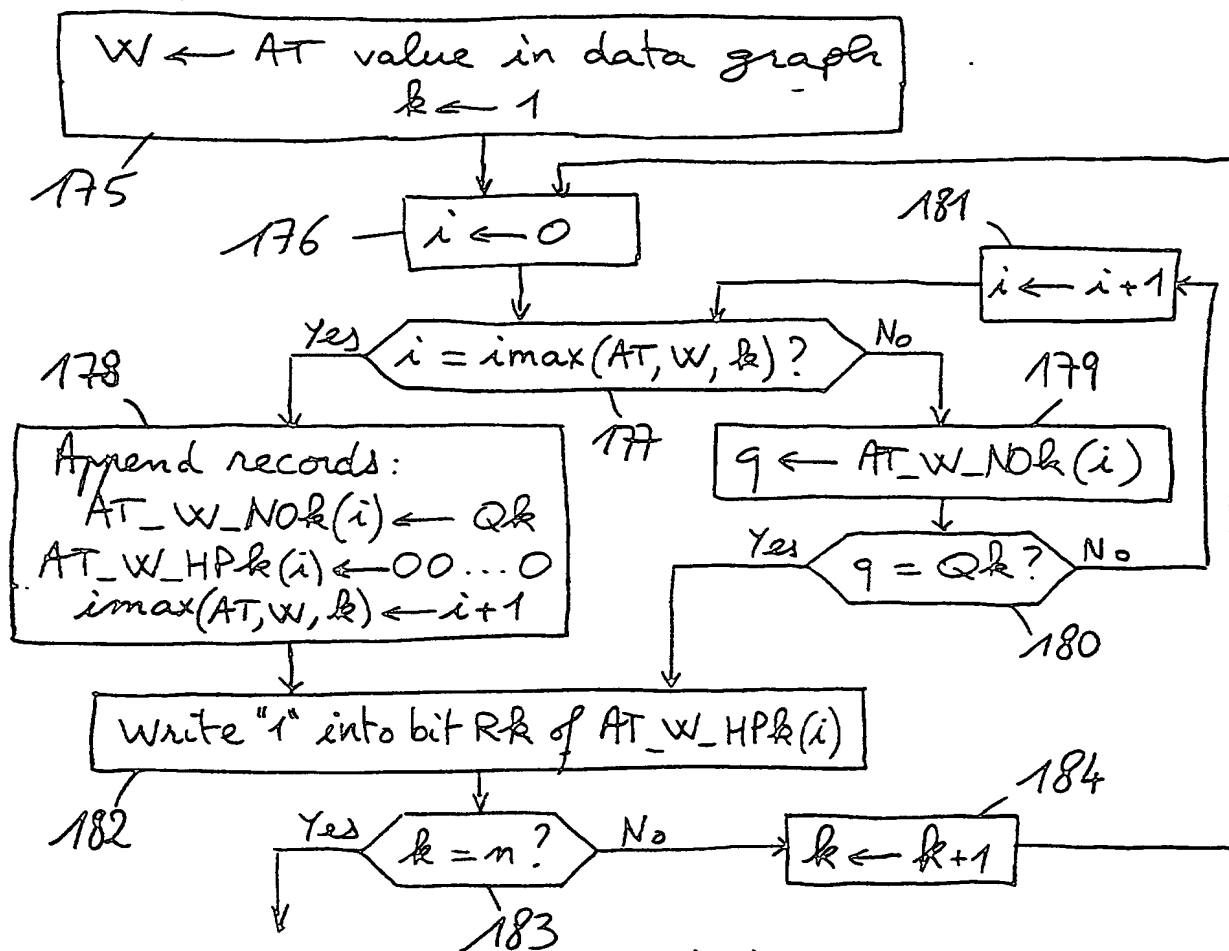 W ← AT value in data graph
k ← 1
175
176
i ← 0
181
i ← i+1
Yes
i = imax(AT, W, k)?
No
178
177
179
Append records:
AT_W_NOk(i) ← Qk
AT_W_HPk(i) ← 00...0
imax(AT, W, k) ← i+1
q ← AT_W_NOk(i)
Yes
q = Qk?
No
180
Write "1" into bit Rk of AT_W_HPk(i)
182
184
Yes
k = n?
No
k ← k+1
183